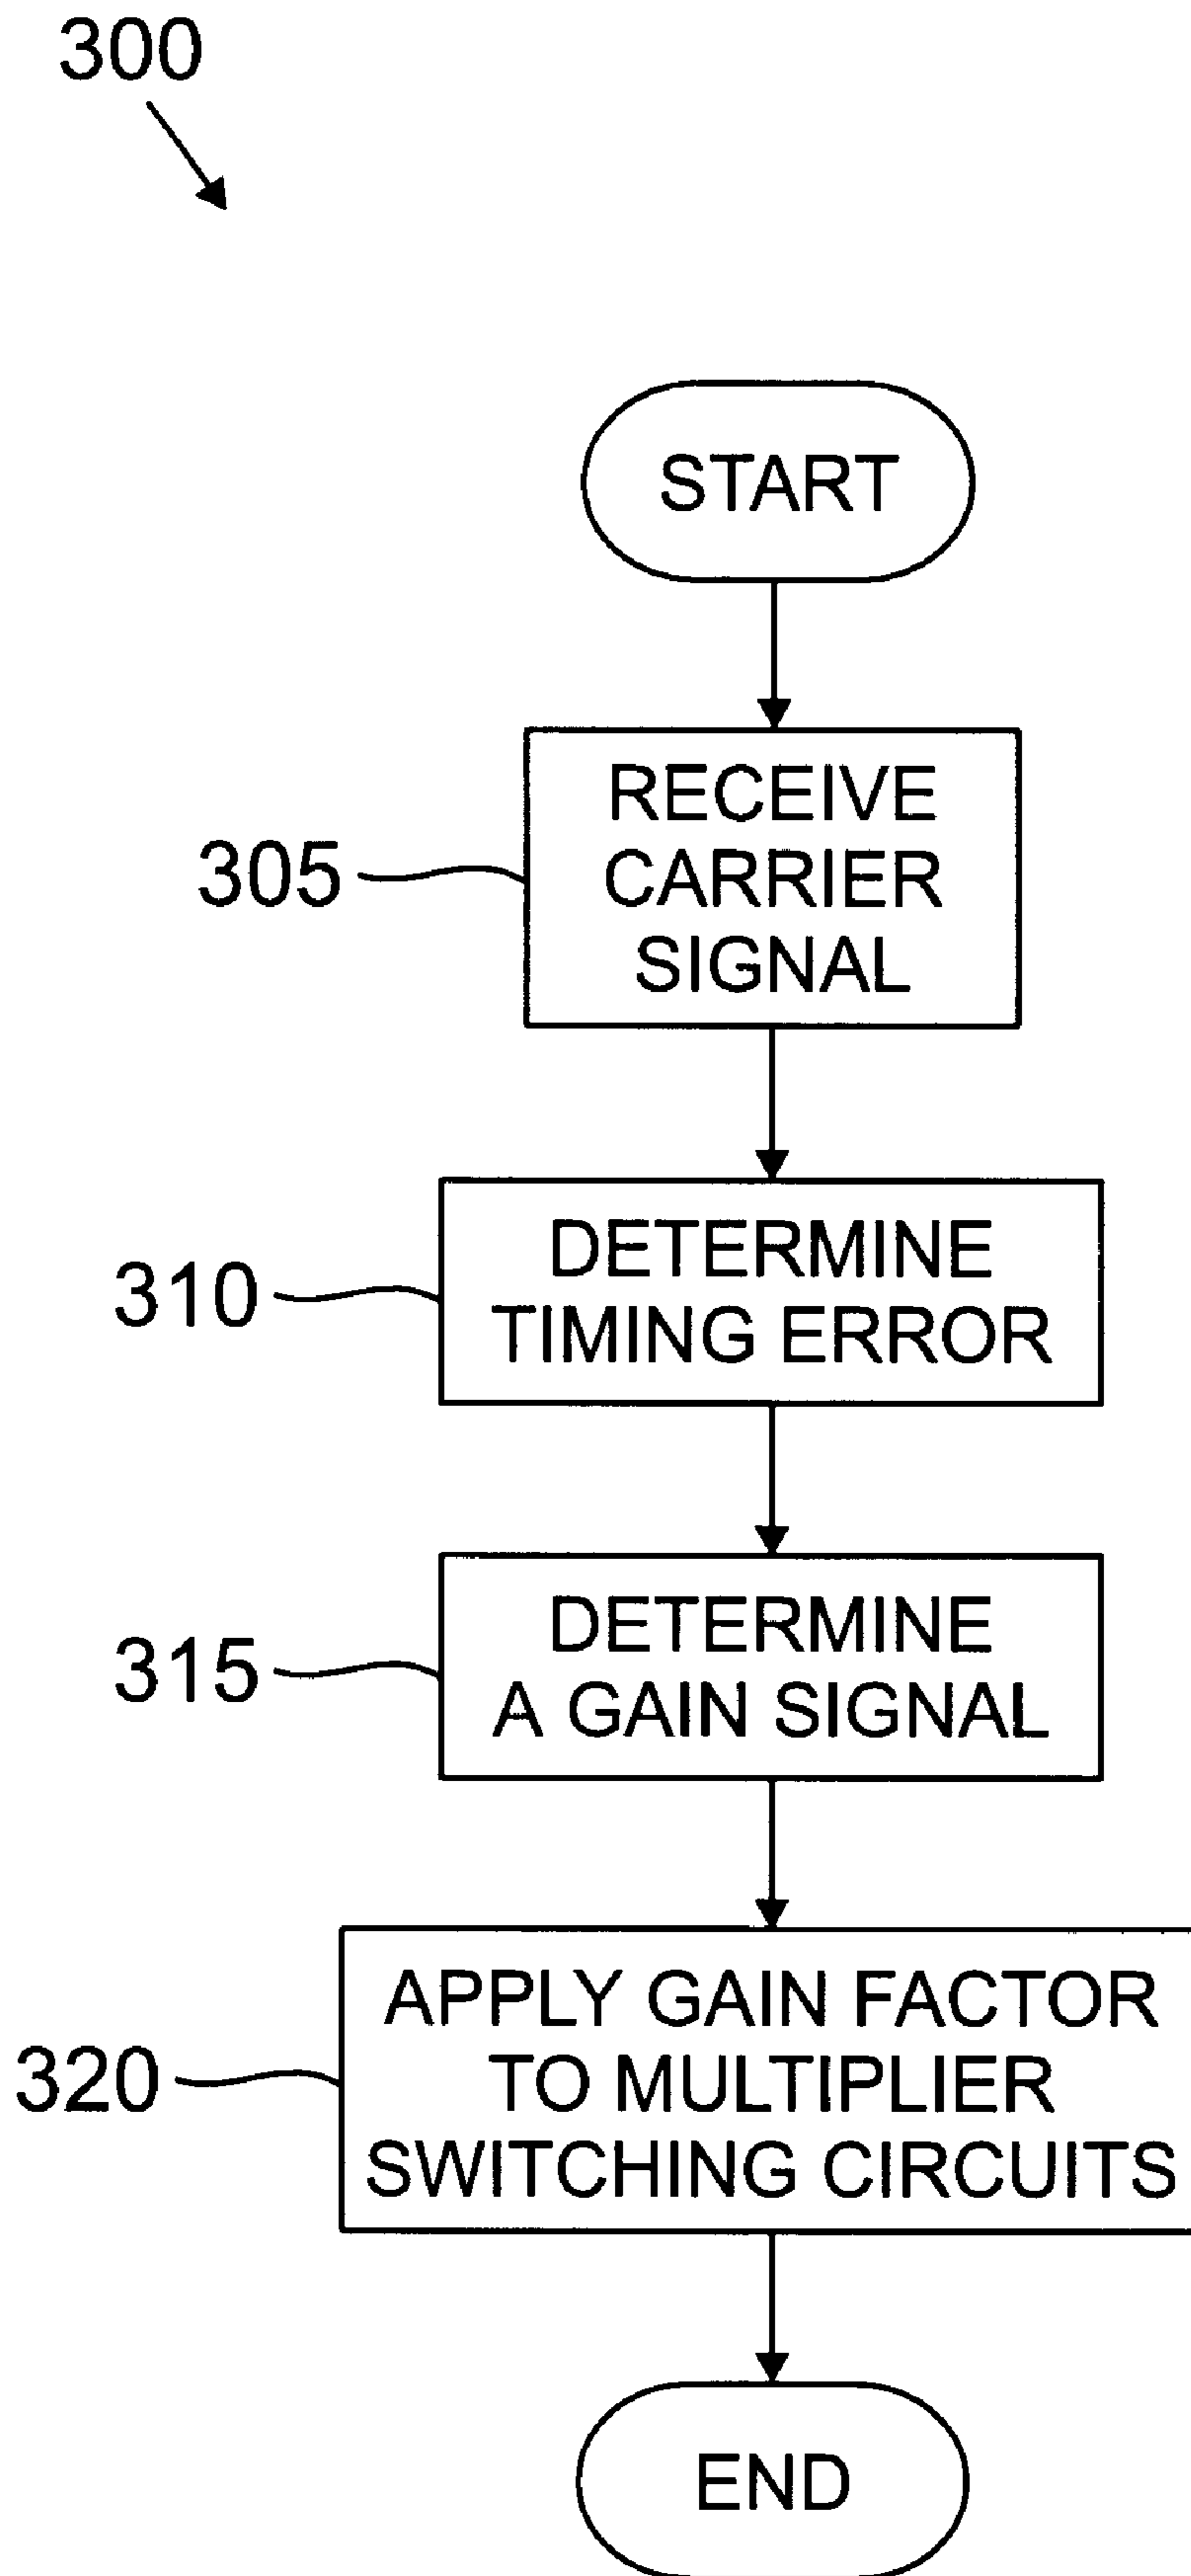 300
START
305
RECEIVE
CARRIER
SIGNAL
310
DETERMINE
TIMING ERROR
315
DETERMINE
A GAIN SIGNAL
320
APPLY GAIN FACTOR
TO MULTIPLIER
SWITCHING CIRCUITS
END